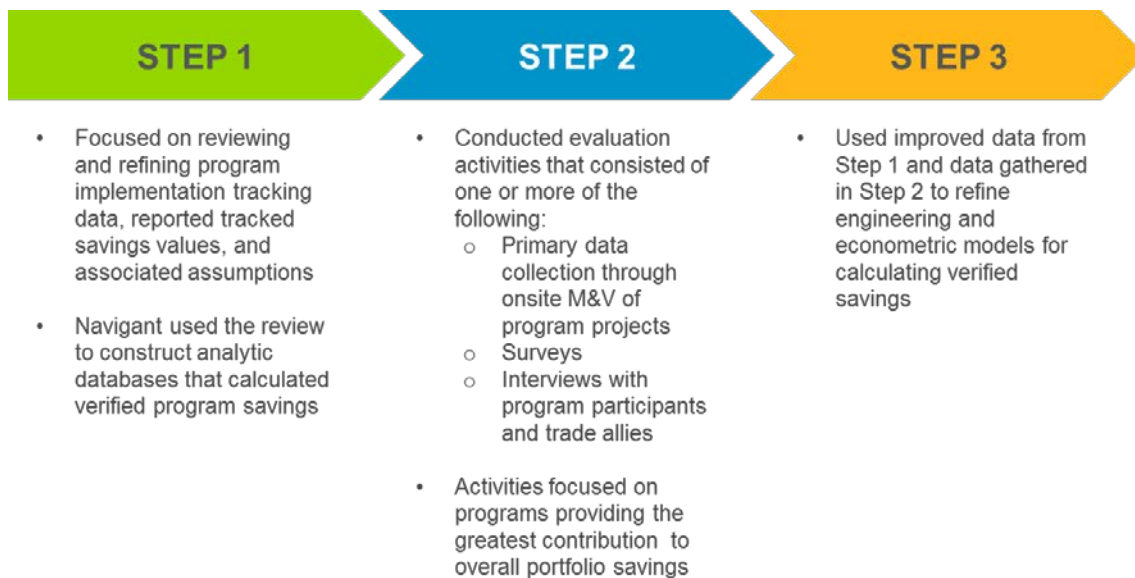 STEP 1
• Focused on reviewing
and refining program
implementation tracking
data, reported tracked
savings values, and
associated assumptions
• Navigant used the review
to construct analytic
databases that calculated
verified program savings
STEP 2
• Conducted evaluation
activities that consisted of
one or more of the
following:
o Primary data
collection through
onsite M&V of
program projects
o Surveys
o Interviews with
program participants
and trade allies
• Activities focused on
programs providing the
greatest contribution to
overall portfolio savings
STEP 3
• Used improved data from
Step 1 and data gathered
in Step 2 to refine
engineering and
econometric models for
calculating verified
savings